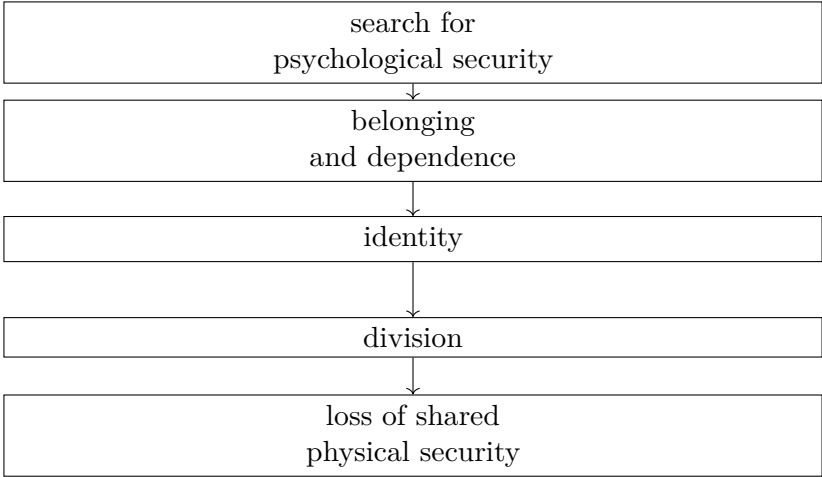 search for
psychological security
belonging
and dependence
identity
division
loss of shared
physical security